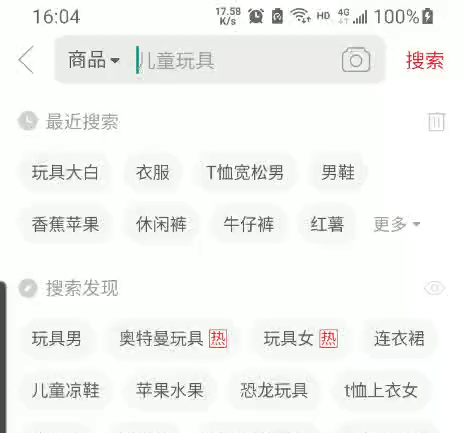 16:04 17.58 K/s HD 4G 100%
商品 儿童玩具 搜索
最近搜索
玩具大白 衣服 T恤宽松男 男鞋
香蕉苹果 休闲裤 牛仔裤 红薯 更多
搜索发现
玩具男 奥特曼玩具 热 玩具女 热 连衣裙
儿童凉鞋 苹果水果 恐龙玩具 t恤上衣女